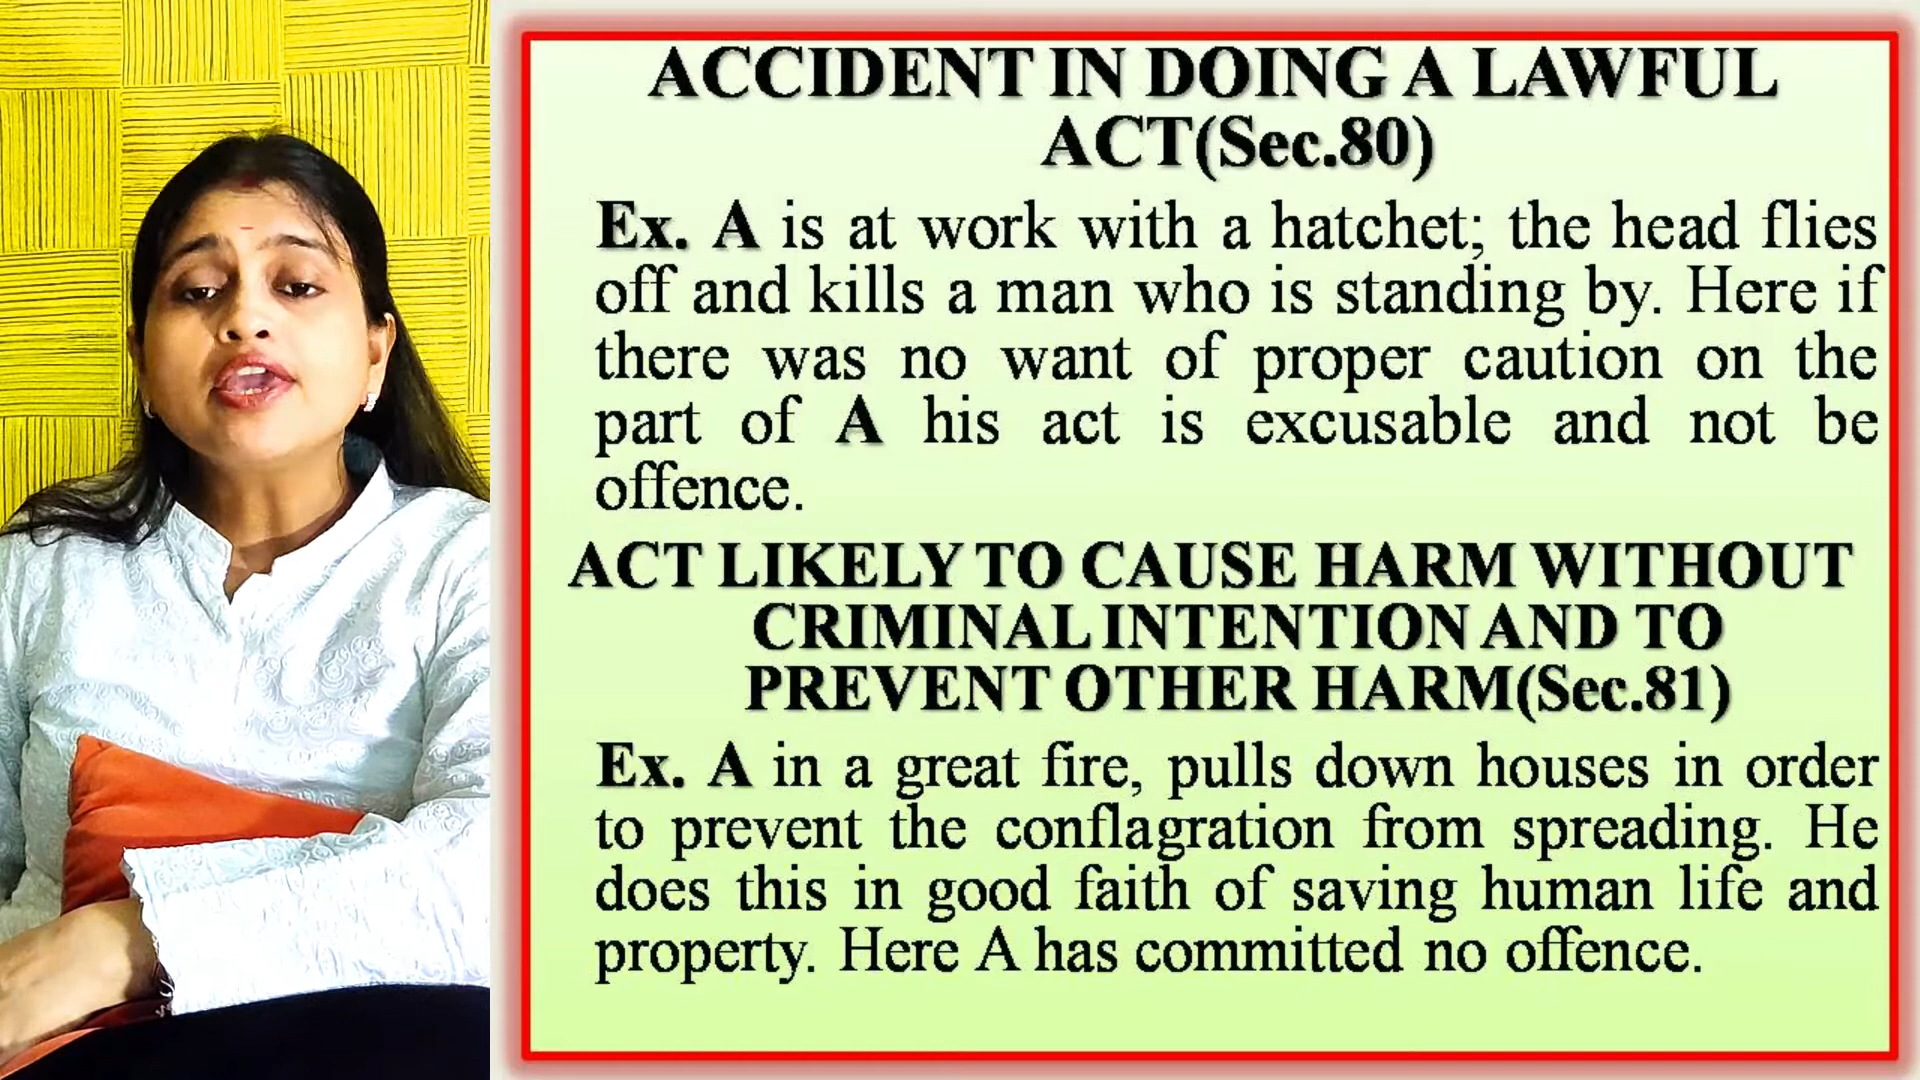 ACCIDENT IN DOING A LAWFUL
ACT(Sec.80)
Ex. A is at work with a hatchet; the head flies
off and kills a man who is standing by. Here if
there was no want of proper caution on the
part of A his act is excusable and not be
offence.
ACT LIKELY TO CAUSE HARM WITHOUT
CRIMINAL INTENTION AND TO
PREVENT OTHER HARM(Sec.81)
Ex. A in a great fire, pulls down houses in order
to prevent the conflagration from spreading. He
does this in good faith of saving human life and
property. Here A has committed no offence.